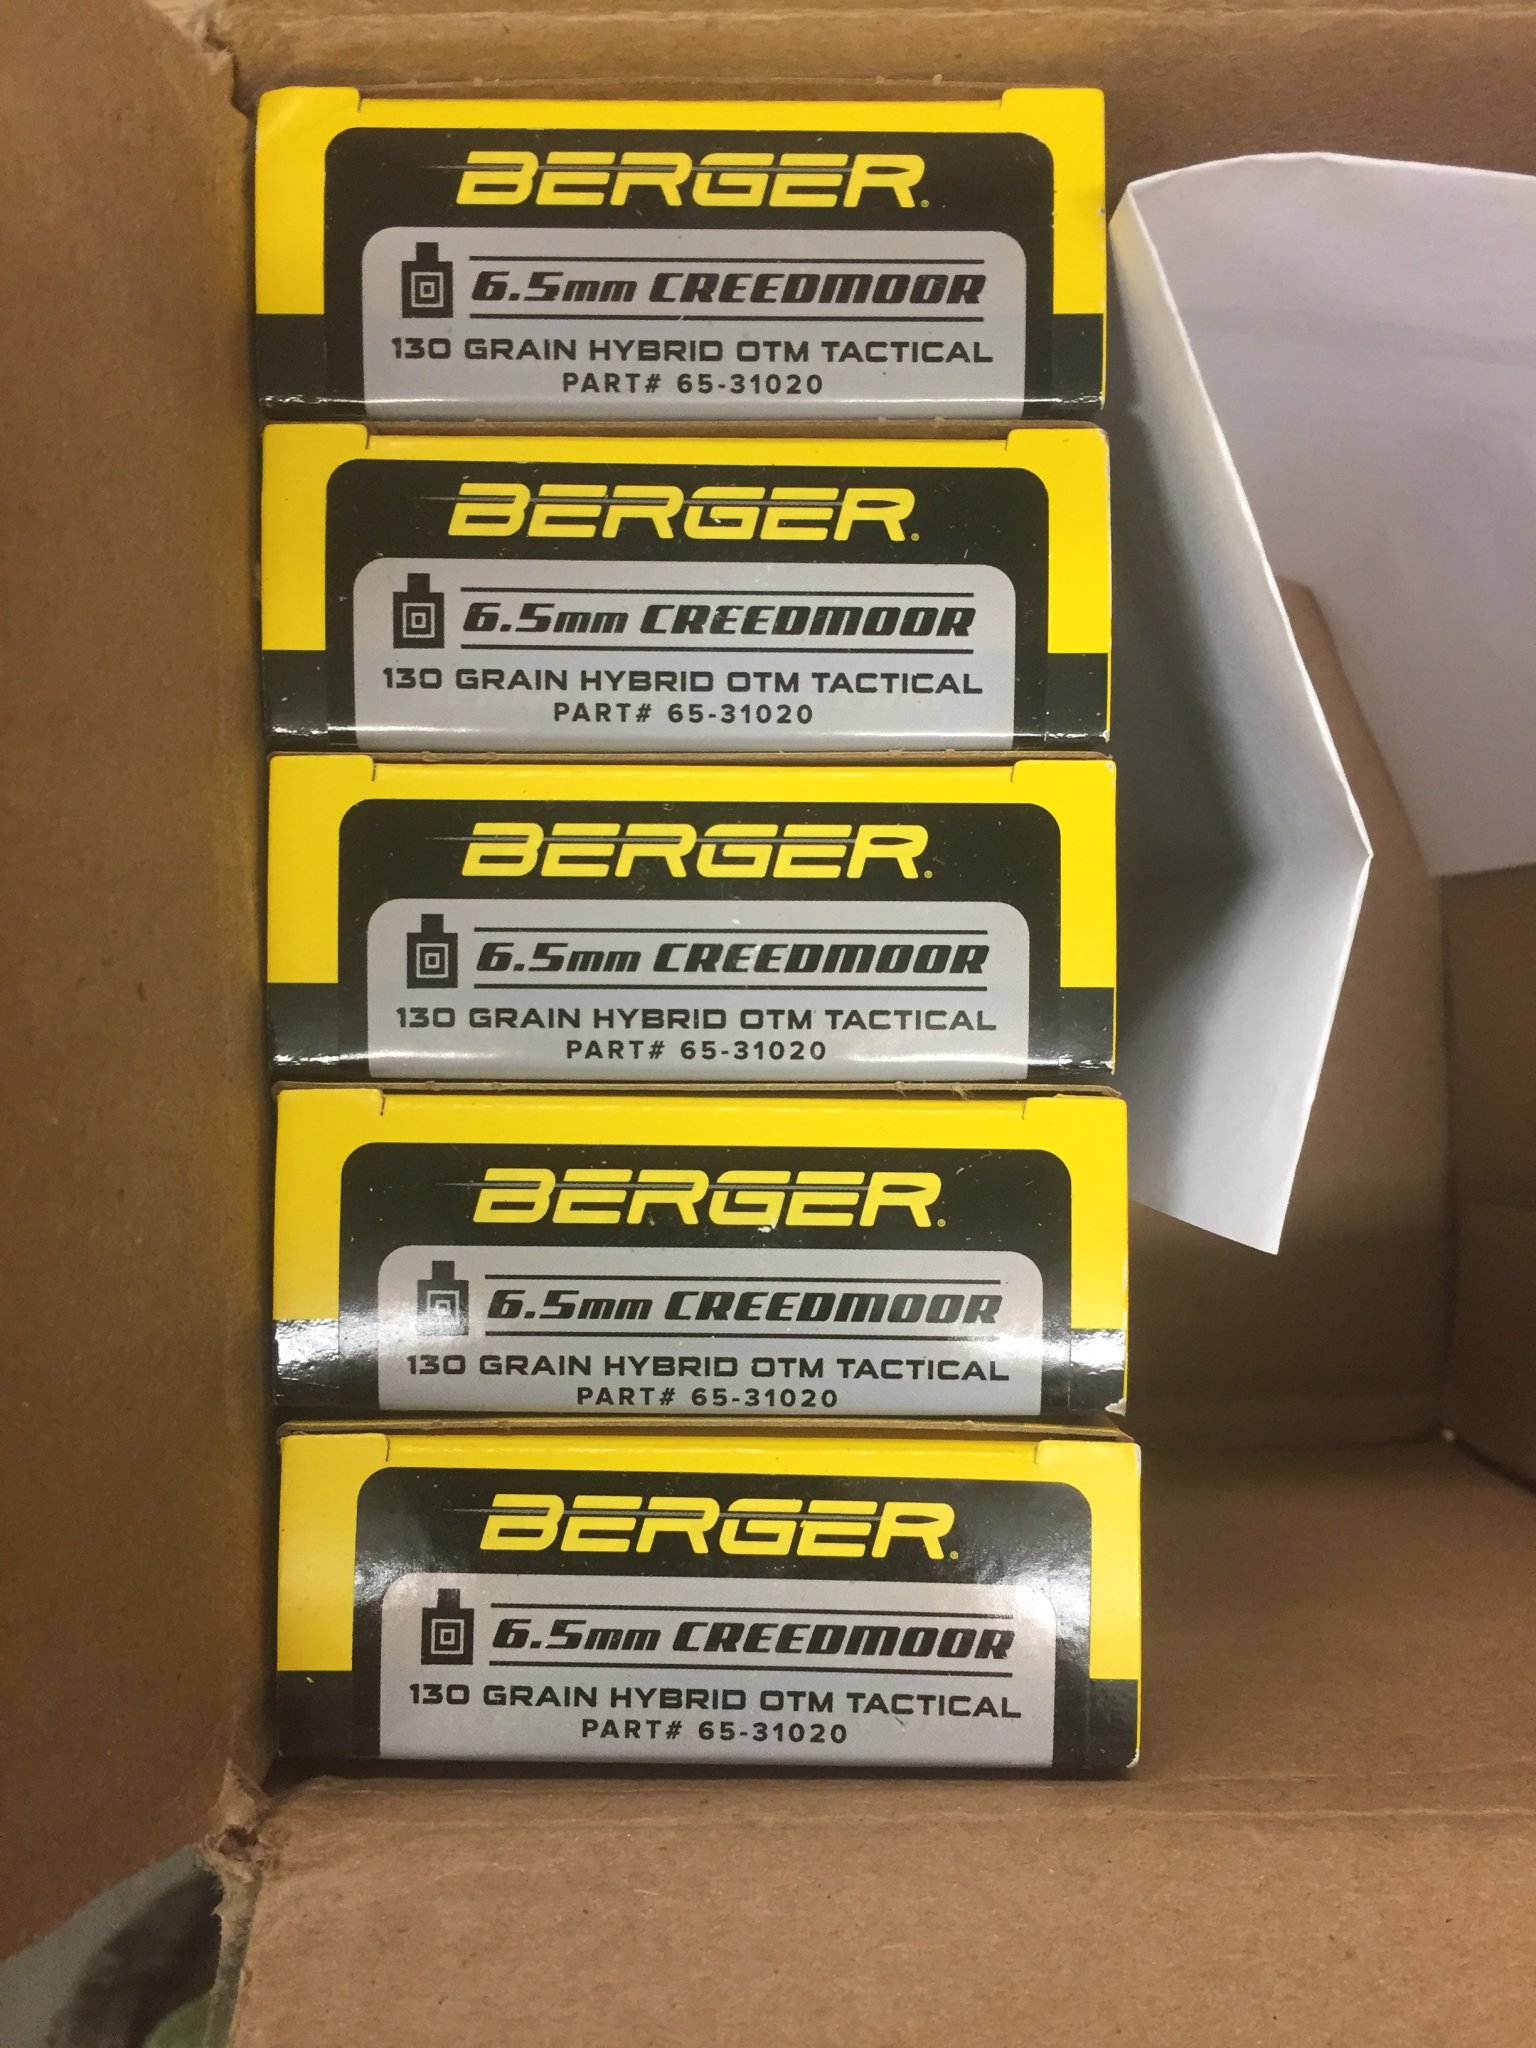 BERGER®
6.5mm CREEDMOOR
130 GRAIN HYBRID OTM TACTICAL
PART# 65-31020
BERGER®
6.5mm CREEDMOOR
130 GRAIN HYBRID OTM TACTICAL
PART# 65-31020
BERGER®
6.5mm CREEDMOOR
130 GRAIN HYBRID OTM TACTICAL
PART# 65-31020
BERGER®
6.5mm CREEDMOOR
130 GRAIN HYBRID OTM TACTICAL
PART# 65-31020
BERGER®
6.5mm CREEDMOOR
130 GRAIN HYBRID OTM TACTICAL
PART# 65-31020